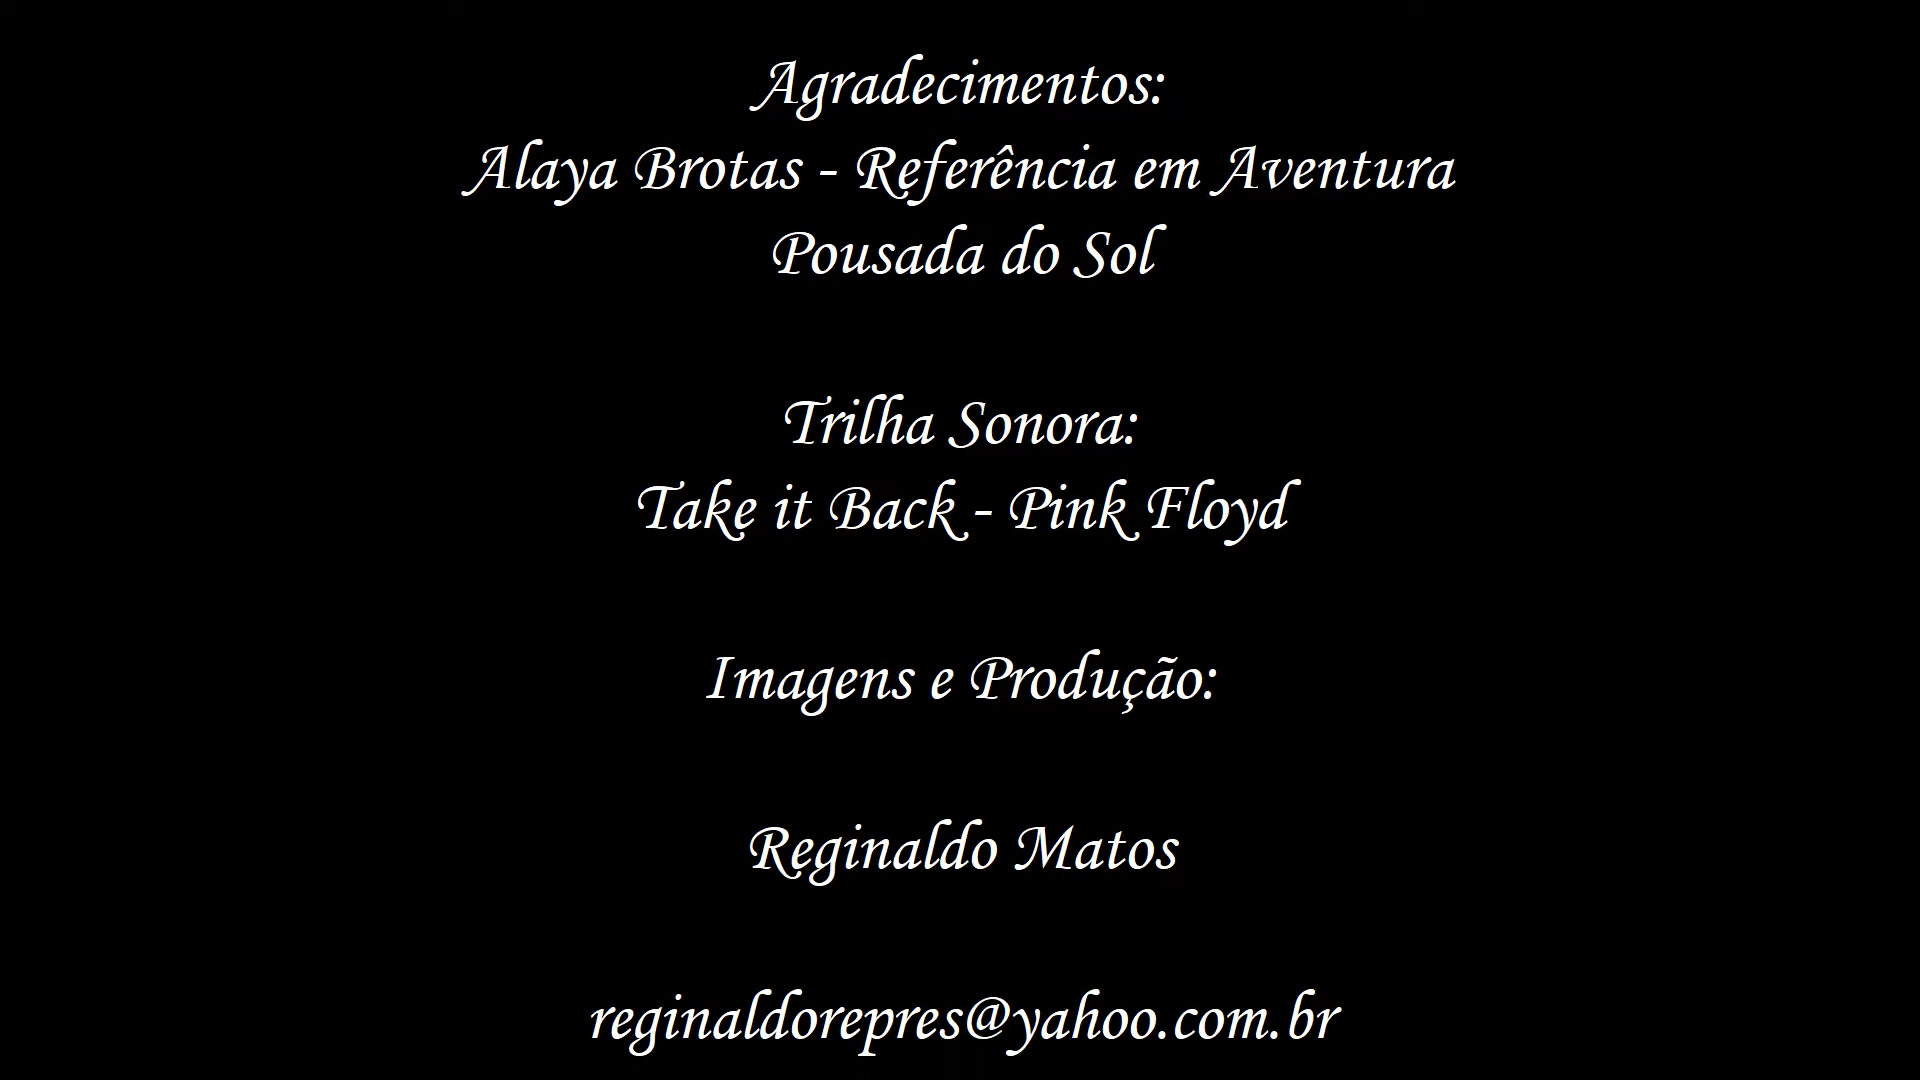 Agradecimentos:
Alaya Brotas - Referência em Aventura
Pousada do Sol
Trilha Sonora:
Take it Back - Pink Floyd
Imagens e Produção:
Reginaldo Matos
reginaldorepres@yahoo.com.br